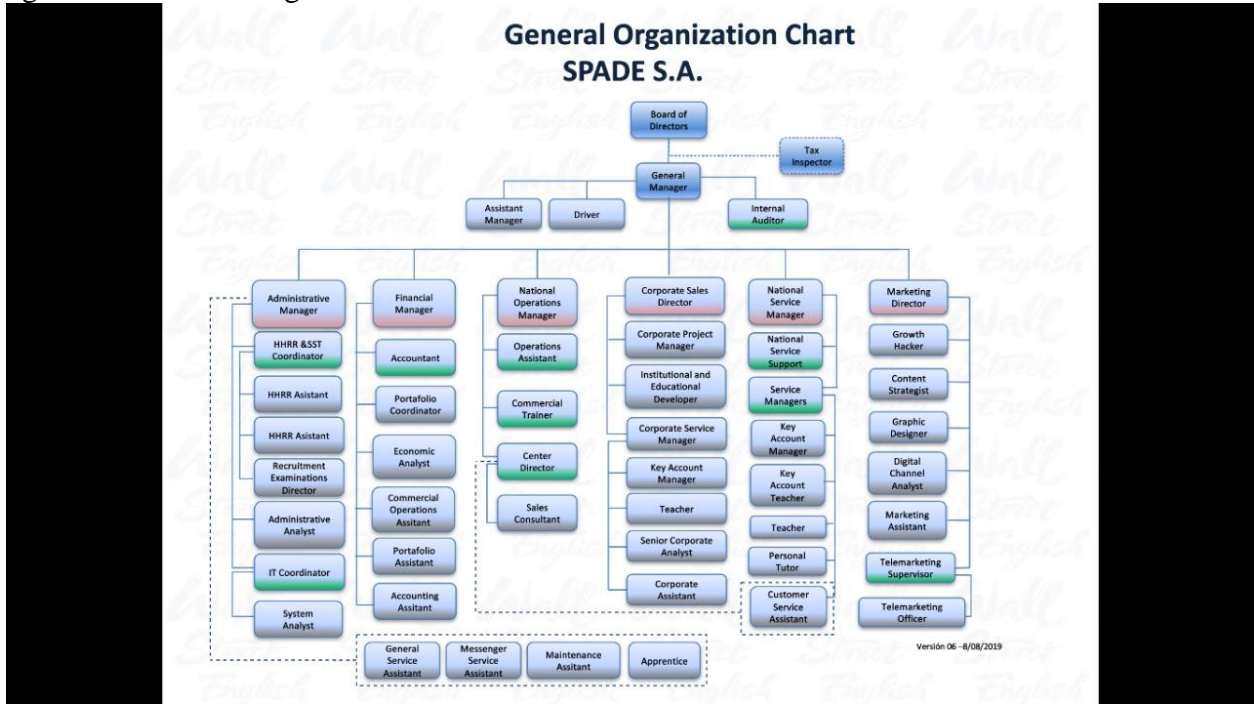 General Organization Chart
SPADE S.A.
Board of
Directors
Tax
Inspector
General
Manager
Assistant
Manager
Driver
Internal
Auditor
Administrative
Manager
HHRR &SST
Coordinator
HHRR Asistant
HHRR Asistant
Recruitment
Examinations
Director
Administrative
Analyst
IT Coordinator
System
Analyst
Financial
Manager
Accountant
Portafolio
Coordinator
Economic
Analyst
Commercial
Operations
Assitant
Portafolio
Assistant
Accounting
Assitant
National
Operations
Manager
Operations
Assistant
Commercial
Trainer
Center
Director
Sales
Consultant
Corporate Sales
Director
Corporate Project
Manager
Institutional and
Educational
Developer
Corporate Service
Manager
Key Account
Manager
Teacher
Senior Corporate
Analyst
Corporate
Assistant
National
Service
Manager
National
Service
Support
Service
Managers
Key
Account
Manager
Key
Account
Teacher
Teacher
Personal
Tutor
Customer
Service
Assistant
Marketing
Director
Growth
Hacker
Content
Strategist
Graphic
Designer
Digital
Channel
Analyst
Marketing
Assistant
Telemarketing
Supervisor
Telemarketing
Officer
General
Service
Assistant
Messenger
Service
Assistant
Maintenance
Assitant
Apprentice
Versión 06 –8/08/2019
Wall
Street
English